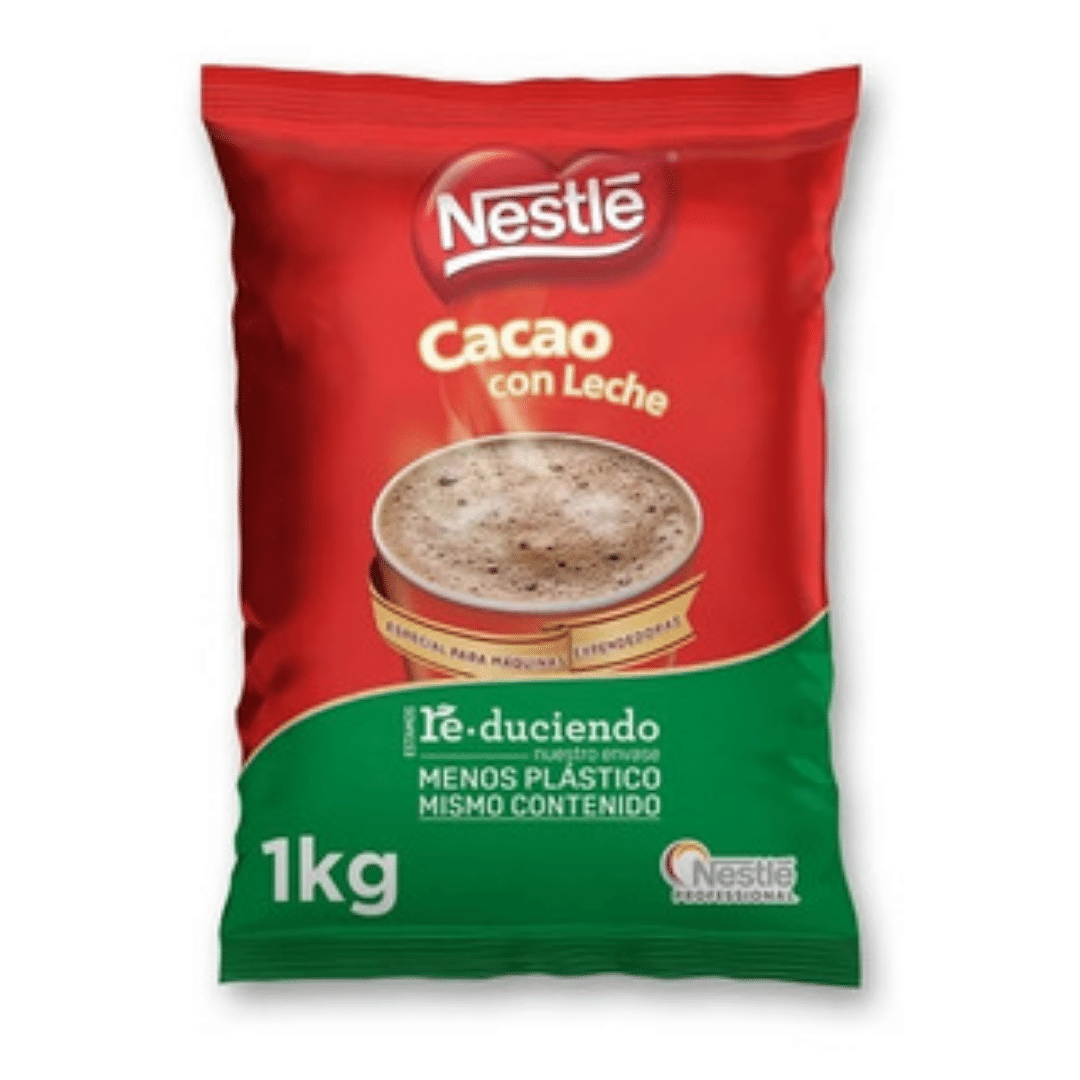 Nestlé
Cacao
con Leche
ESPECIAL PARA MÁQUINAS EXPENDEDORAS
ESTAMOS
re·duciendo
nuestro envase
MENOS PLÁSTICO
MISMO CONTENIDO
1kg
Nestlé
PROFESSIONAL